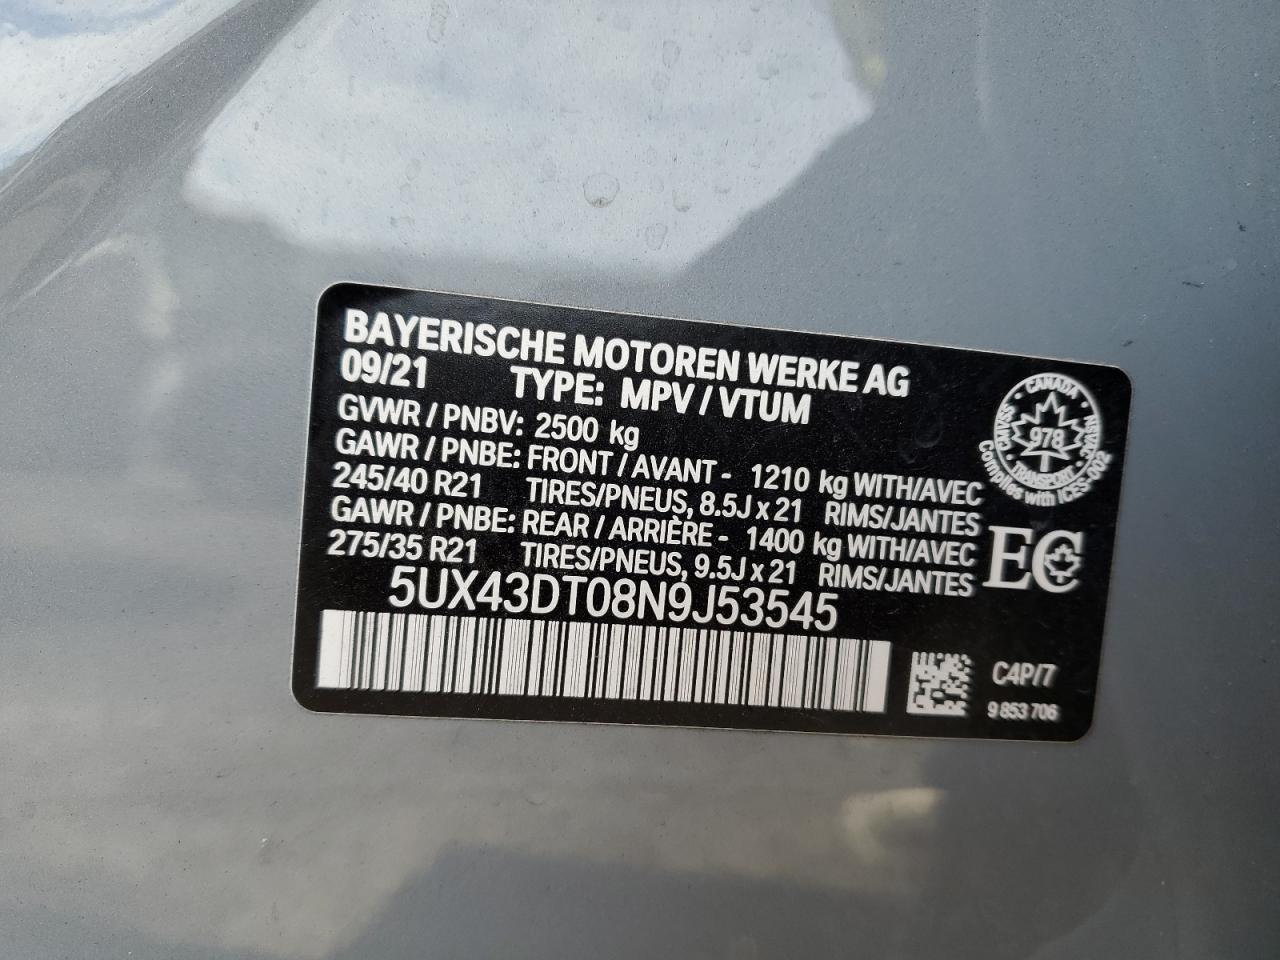 BAYERISCHE MOTOREN WERKE AG
09/21 TYPE: MPV / VTUM
GVWR / PNBV: 2500 kg
GAWR / PNBE: FRONT / AVANT - 1210 kg WITH/AVEC
245/40 R21 TIRES/PNEUS, 8.5J x 21 RIMS/JANTES
GAWR / PNBE: REAR / ARRIÈRE - 1400 kg WITH/AVEC
275/35 R21 TIRES/PNEUS, 9.5J x 21 RIMS/JANTES
5UX43DT08N9J53545
CANADA
CMVSS
NSVAC
978
TRANSPORT
Complies with ICES-002
EC
C4P/7
9 853 706